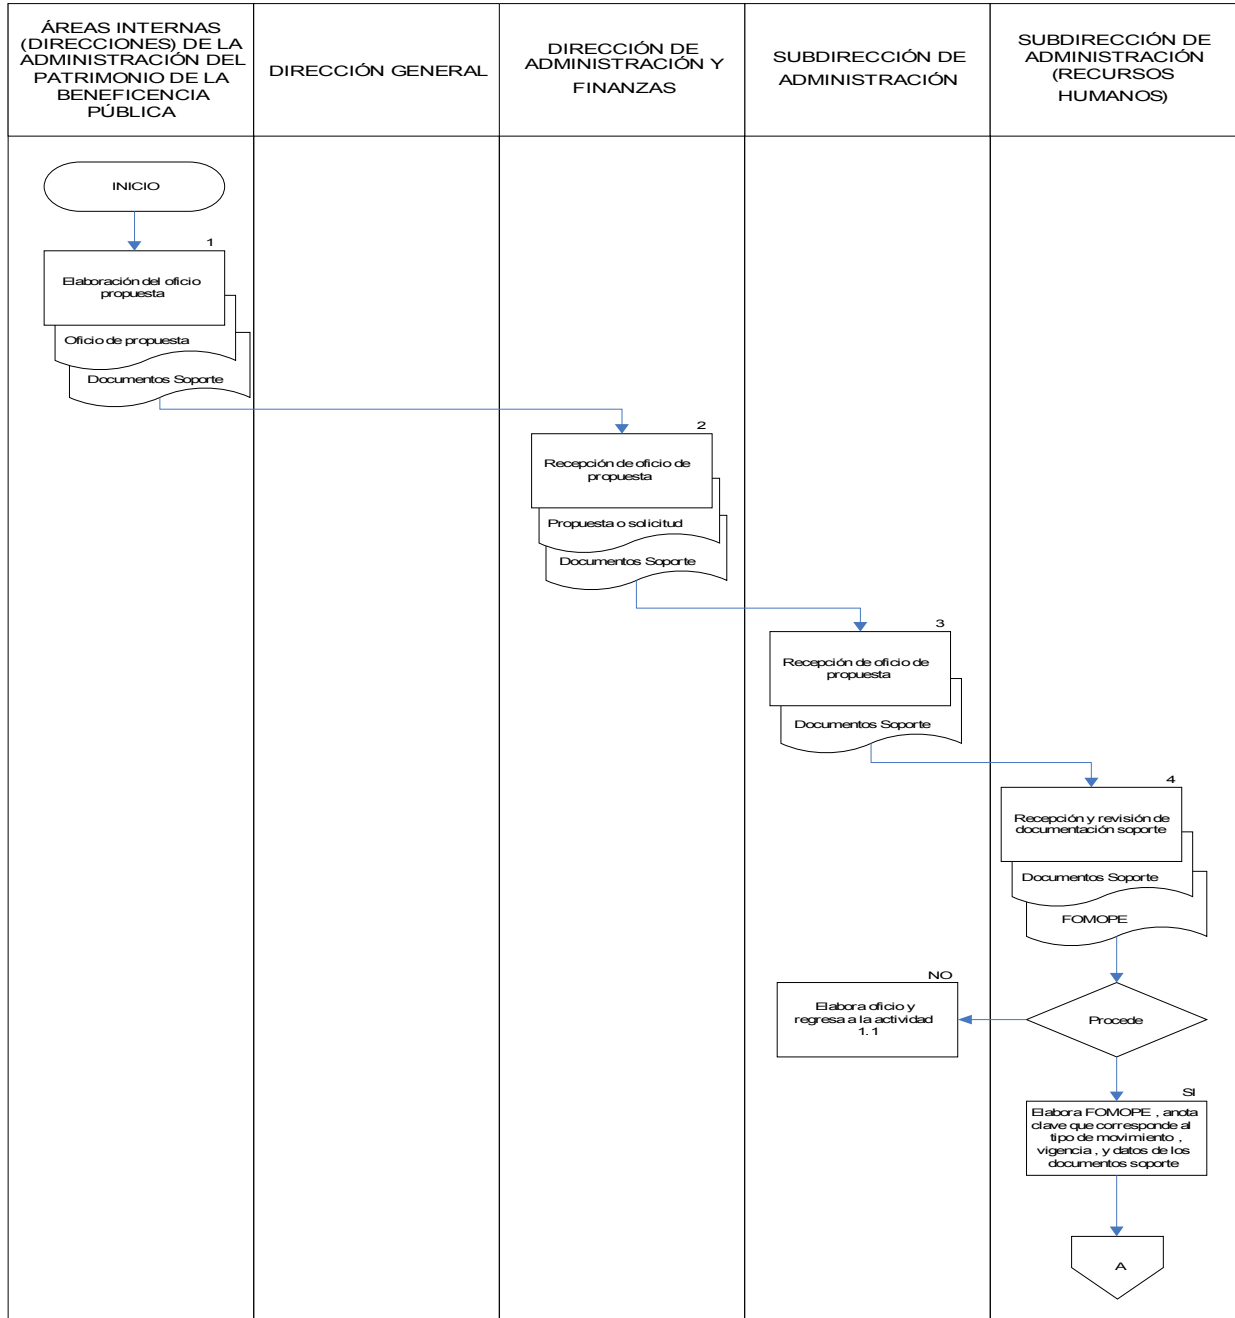 ÁREAS INTERNAS
(DIRECCIONES) DE LA
ADMINISTRACIÓN DEL
PATRIMONIO DE LA
BENEFICENCIA
PÚBLICA
DIRECCIÓN GENERAL
DIRECCIÓN DE
ADMINISTRACIÓN Y
FINANZAS
SUBDIRECCIÓN DE
ADMINISTRACIÓN
SUBDIRECCIÓN DE
ADMINISTRACIÓN
(RECURSOS
HUMANOS)
INICIO
1
Elaboración del oficio
propuesta
Oficio de propuesta
Documentos Soporte
2
Recepción de oficio de
propuesta
Propuesta o solicitud
Documentos Soporte
3
Recepción de oficio de
propuesta
Documentos Soporte
4
Recepción y revisión de
documentación soporte
Documentos Soporte
FOMOPE
NO
Elabora oficio y
regresa a la actividad
1.1
Procede
SI
Elabora FOMOPE , anota
clave que corresponde al
tipo de movimiento ,
vigencia , y datos de los
documentos soporte
A